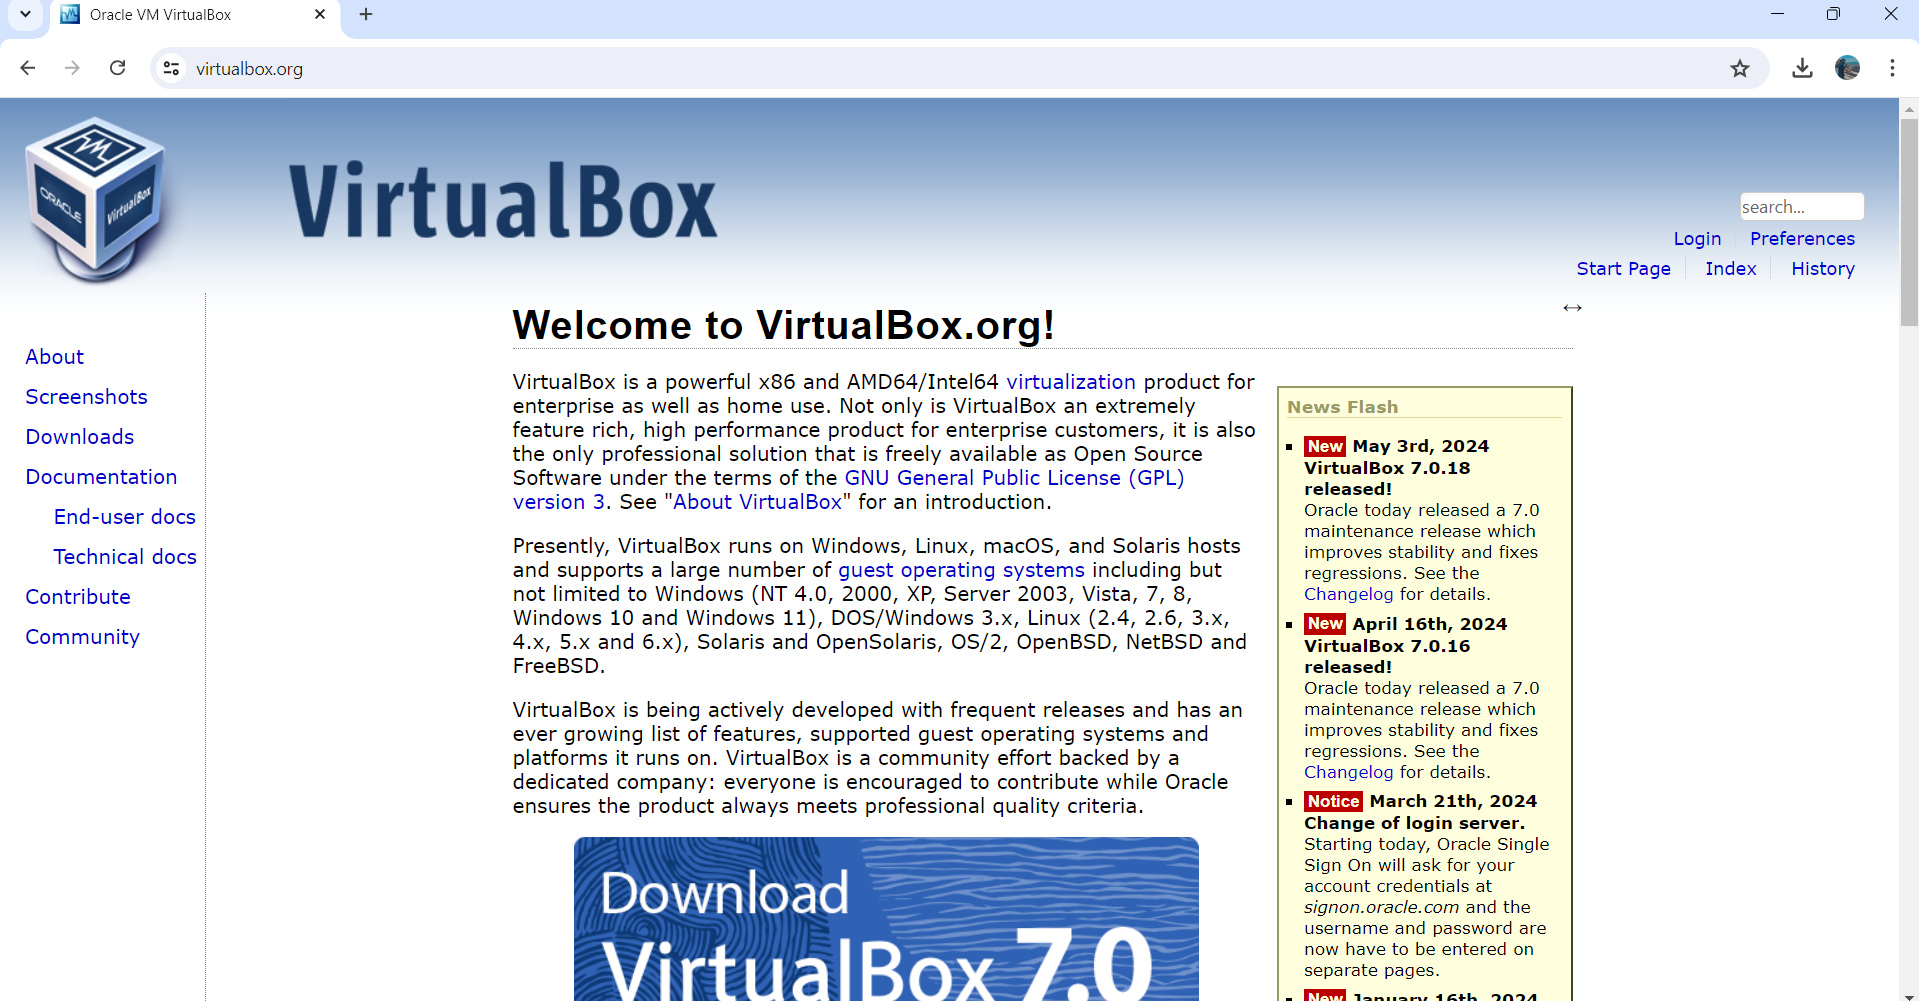 Oracle VM VirtualBox
virtualbox.org
ORACLE
VirtualBox
VirtualBox
search...
Login
Preferences
Start Page
Index
History
About
Screenshots
Downloads
Documentation
End-user docs
Technical docs
Contribute
Community
Welcome to VirtualBox.org!
VirtualBox is a powerful x86 and AMD64/Intel64 virtualization product for
enterprise as well as home use. Not only is VirtualBox an extremely
feature rich, high performance product for enterprise customers, it is also
the only professional solution that is freely available as Open Source
Software under the terms of the GNU General Public License (GPL)
version 3. See "About VirtualBox" for an introduction.
Presently, VirtualBox runs on Windows, Linux, macOS, and Solaris hosts
and supports a large number of guest operating systems including but
not limited to Windows (NT 4.0, 2000, XP, Server 2003, Vista, 7, 8,
Windows 10 and Windows 11), DOS/Windows 3.x, Linux (2.4, 2.6, 3.x,
4.x, 5.x and 6.x), Solaris and OpenSolaris, OS/2, OpenBSD, NetBSD and
FreeBSD.
VirtualBox is being actively developed with frequent releases and has an
ever growing list of features, supported guest operating systems and
platforms it runs on. VirtualBox is a community effort backed by a
dedicated company: everyone is encouraged to contribute while Oracle
ensures the product always meets professional quality criteria.
Download
VirtualBox 7.0
News Flash
New May 3rd, 2024
VirtualBox 7.0.18
released!
Oracle today released a 7.0
maintenance release which
improves stability and fixes
regressions. See the
Changelog for details.
New April 16th, 2024
VirtualBox 7.0.16
released!
Oracle today released a 7.0
maintenance release which
improves stability and fixes
regressions. See the
Changelog for details.
Notice March 21th, 2024
Change of login server.
Starting today, Oracle Single
Sign On will ask for your
account credentials at
signon.oracle.com and the
username and password are
now have to be entered on
separate pages.
New January 16th, 2024